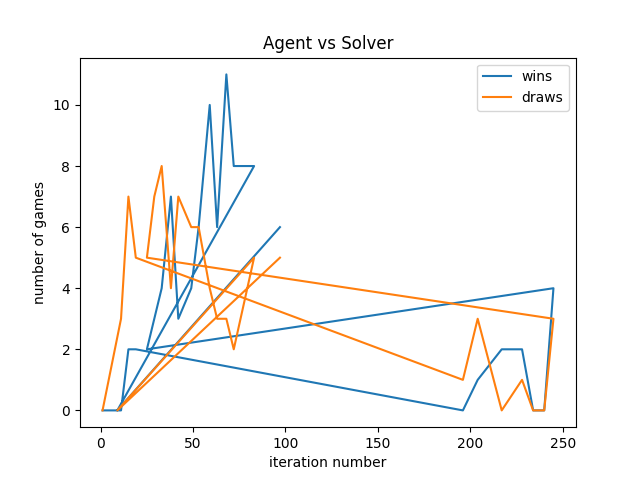 Agent vs Solver
wins
draws
number of games
10
8
6
4
2
0
0 50 100 150 200 250
iteration number